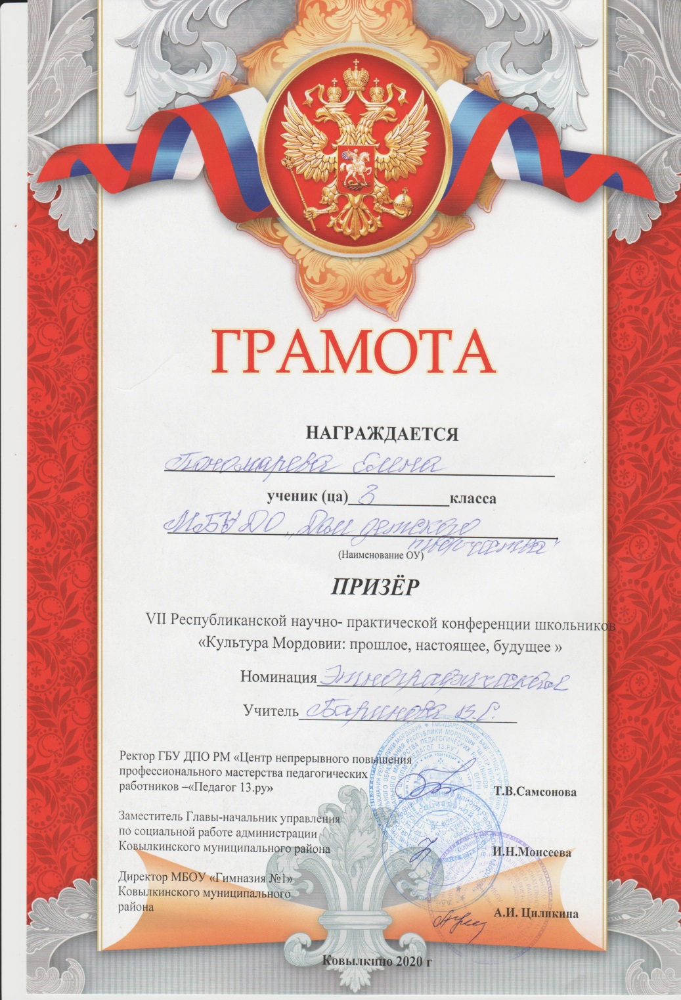 ГРАМОТА
НАГРАЖДАЕТСЯ
Пономарева Елена
ученик (ца) 3 класса
МБУ ДО „Дом детского
творчества"
(Наименование ОУ)
ПРИЗЁР
VII Республиканской научно- практической конференции школьников
«Культура Мордовии: прошлое, настоящее, будущее »
Номинация Этнографическая
Учитель Баринова В.С.
Ректор ГБУ ДПО РМ «Центр непрерывного повышения
профессионального мастерства педагогических
работников –«Педагог 13.ру»
Т.В.Самсонова
Заместитель Главы-начальник управления
по социальной работе администрации
Ковылкинского муниципального района
И.Н.Моисеева
Директор МБОУ «Гимназия №1»
Ковылкинского муниципального
района
А.И. Циликина
Ковылкино 2020 г